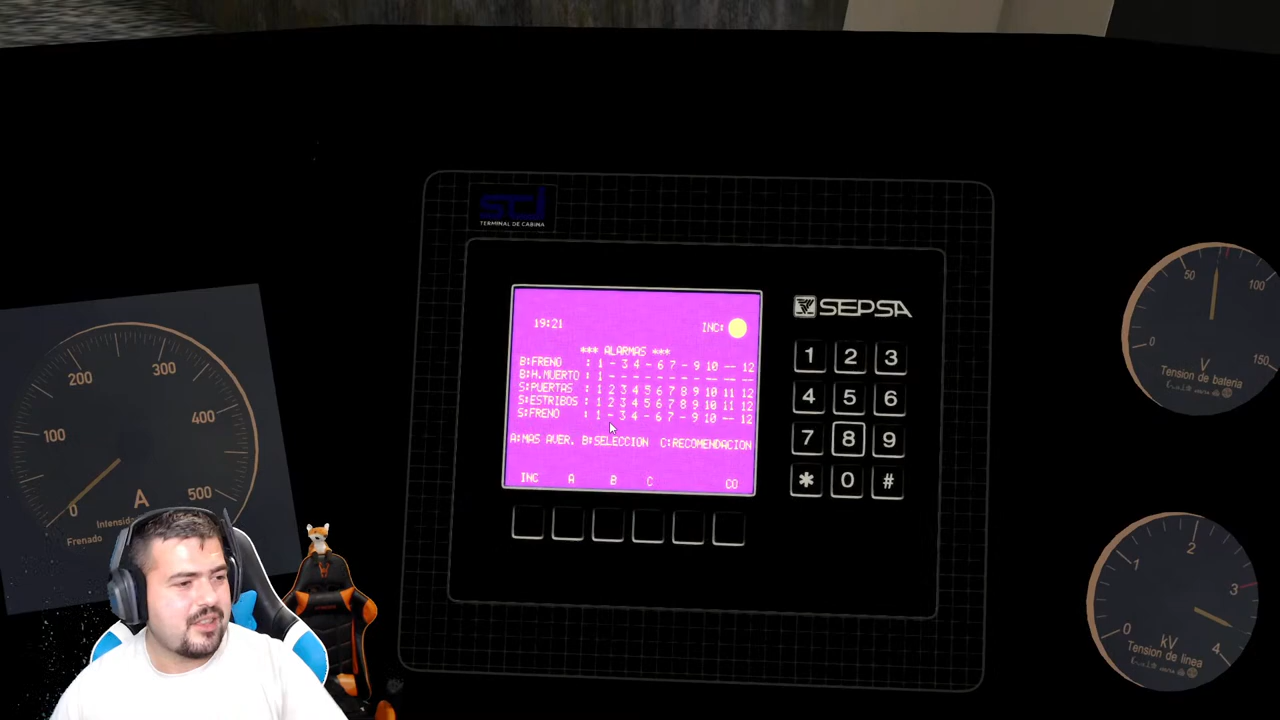 STD
TERMINAL DE CABINA
SEPSA
19:21
INC:
*** ALARMAS ***
B:FRENO : 1 - 3 4 - 6 7 - 9 10 -- 12
B:H.MUERTO : 1 - - - - - - - - -- -- --
S:PUERTAS : 1 2 3 4 5 6 7 8 9 10 11 12
S:ESTRIBOS : 1 2 3 4 5 6 7 8 9 10 11 12
S:FRENO : 1 - 3 4 - 6 7 - 9 10 -- 12
A:MAS AVER. B:SELECCION C:RECOMENDACION
INC A B C CO
1 2 3
4 5 6
7 8 9
* 0 #
0 100 200 300 400 500
A
Intensidad
Frenado
0 50 100 150
V
Tension de bateria
0 1 2 3 4
kV
Tension de linea